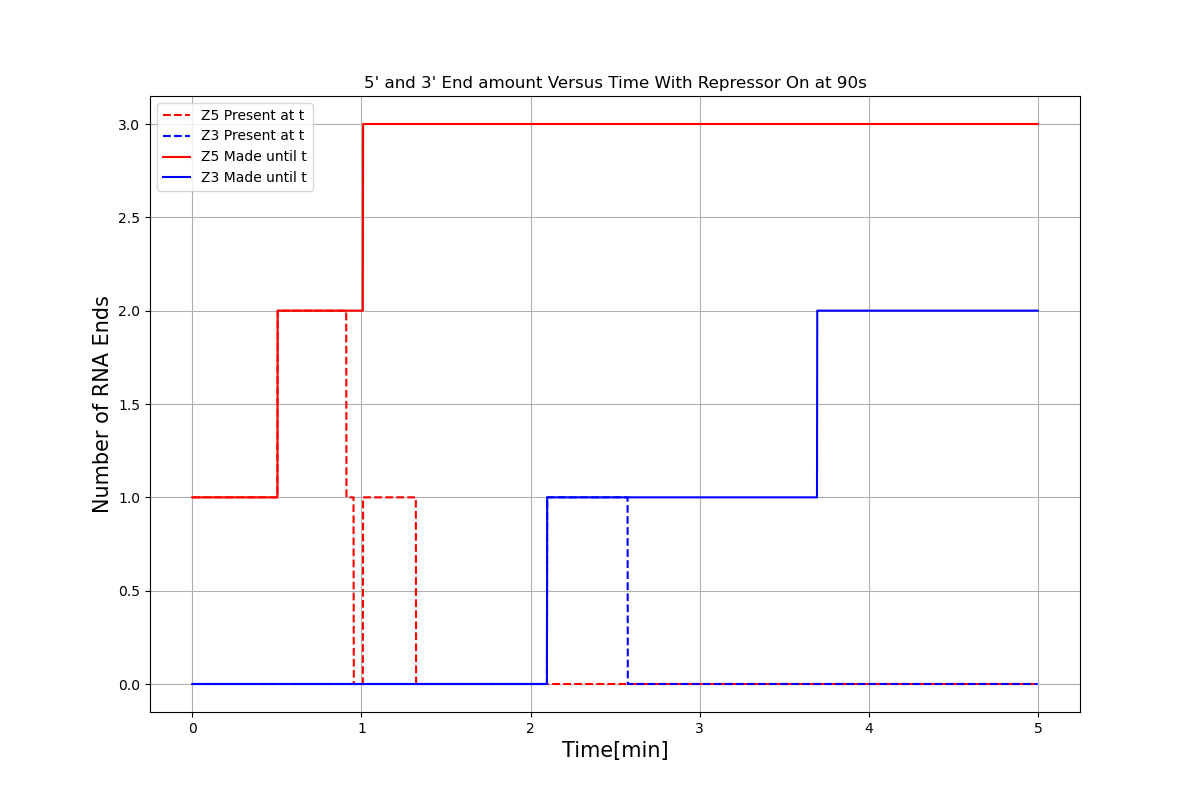 5' and 3' End amount Versus Time With Repressor On at 90s
Z5 Present at t
Z3 Present at t
Z5 Made until t
Z3 Made until t
Number of RNA Ends
3.0
2.5
2.0
1.5
1.0
0.5
0.0
0 1 2 3 4 5
Time[min]